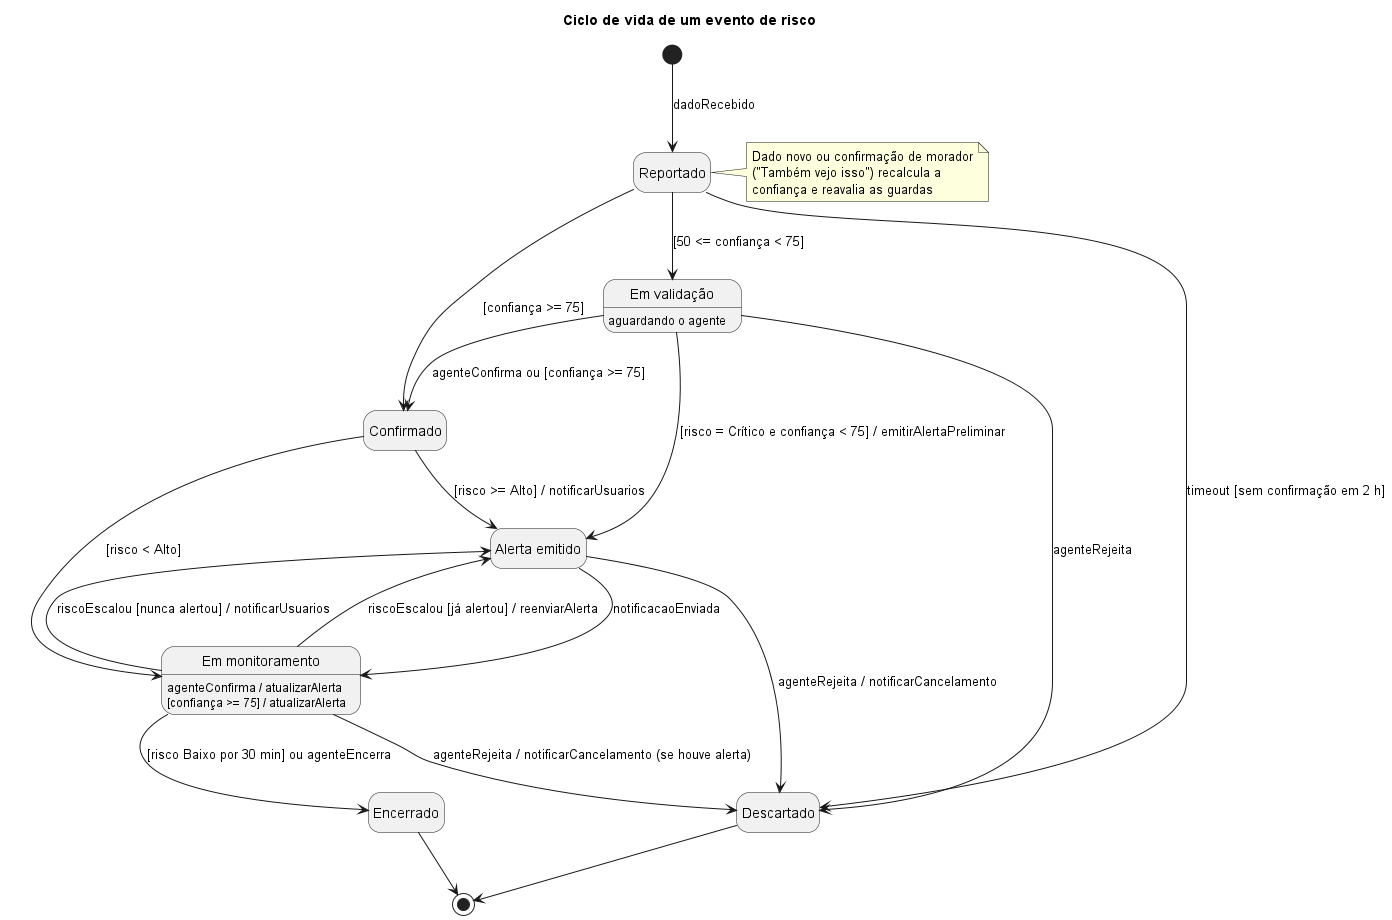 Ciclo de vida de um evento de risco
dadoRecebido
Reportado
Dado novo ou confirmação de morador
("Também vejo isso") recalcula a
confiança e reavalia as guardas
[50 <= confiança < 75]
Em validação
aguardando o agente
[confiança >= 75]
agenteConfirma ou [confiança >= 75]
Confirmado
[risco = Crítico e confiança < 75] / emitirAlertaPreliminar
[risco >= Alto] / notificarUsuarios
timeout [sem confirmação em 2 h]
[risco < Alto]
Alerta emitido
agenteRejeita
riscoEscalou [nunca alertou] / notificarUsuarios
riscoEscalou [já alertou] / reenviarAlerta
notificacaoEnviada
Em monitoramento
agenteConfirma / atualizarAlerta
[confiança >= 75] / atualizarAlerta
agenteRejeita / notificarCancelamento
[risco Baixo por 30 min] ou agenteEncerra
agenteRejeita / notificarCancelamento (se houve alerta)
Encerrado
Descartado